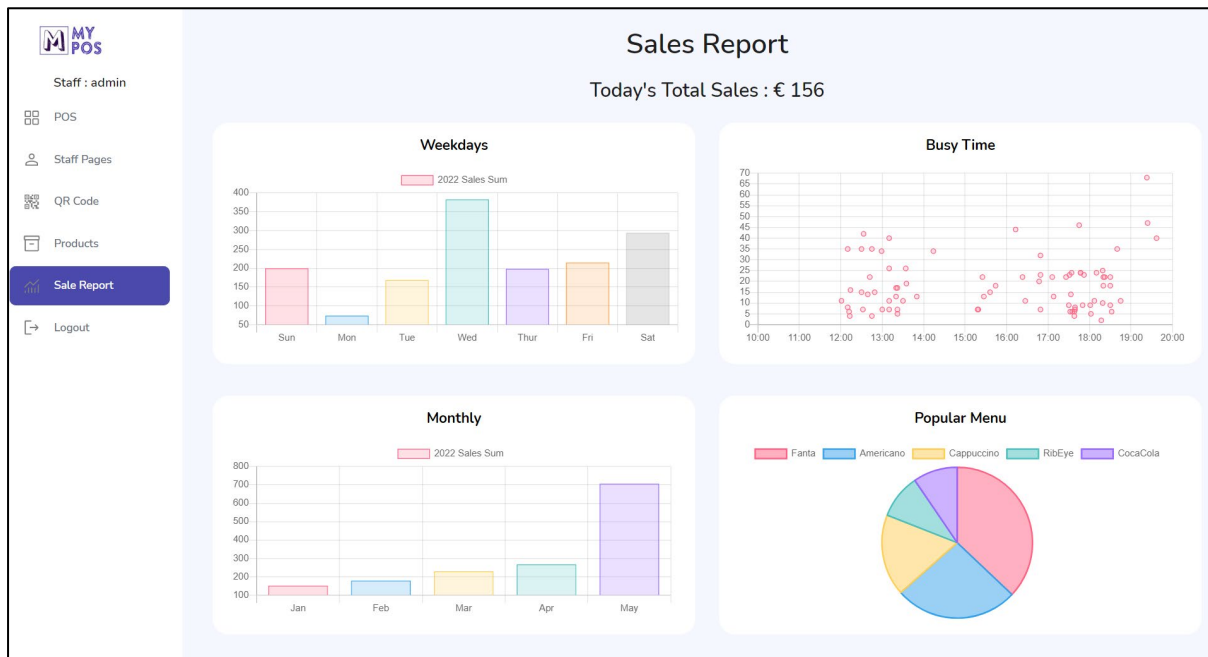 MY
POS
Staff : admin
POS
Staff Pages
QR Code
Products
Sale Report
Logout
Sales Report
Today's Total Sales : € 156
Weekdays
2022 Sales Sum
400
350
300
250
200
150
100
50
Sun Mon Tue Wed Thur Fri Sat
Busy Time
70
65
60
55
50
45
40
35
30
25
20
15
10
5
0
10:00 11:00 12:00 13:00 14:00 15:00 16:00 17:00 18:00 19:00 20:00
Monthly
2022 Sales Sum
800
700
600
500
400
300
200
100
Jan Feb Mar Apr May
Popular Menu
Fanta Americano Cappuccino RibEye CocaCola